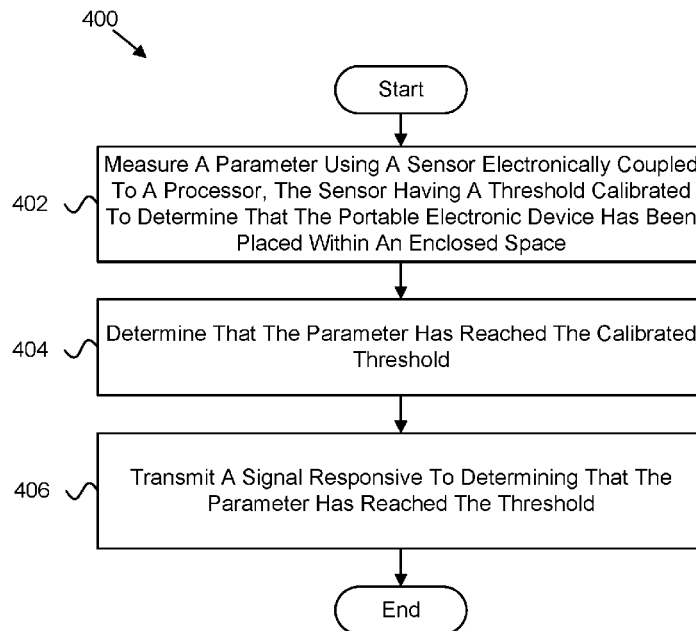 400
Start
402
Measure A Parameter Using A Sensor Electronically Coupled
To A Processor, The Sensor Having A Threshold Calibrated
To Determine That The Portable Electronic Device Has Been
Placed Within An Enclosed Space
404
Determine That The Parameter Has Reached The Calibrated
Threshold
406
Transmit A Signal Responsive To Determining That The
Parameter Has Reached The Threshold
End